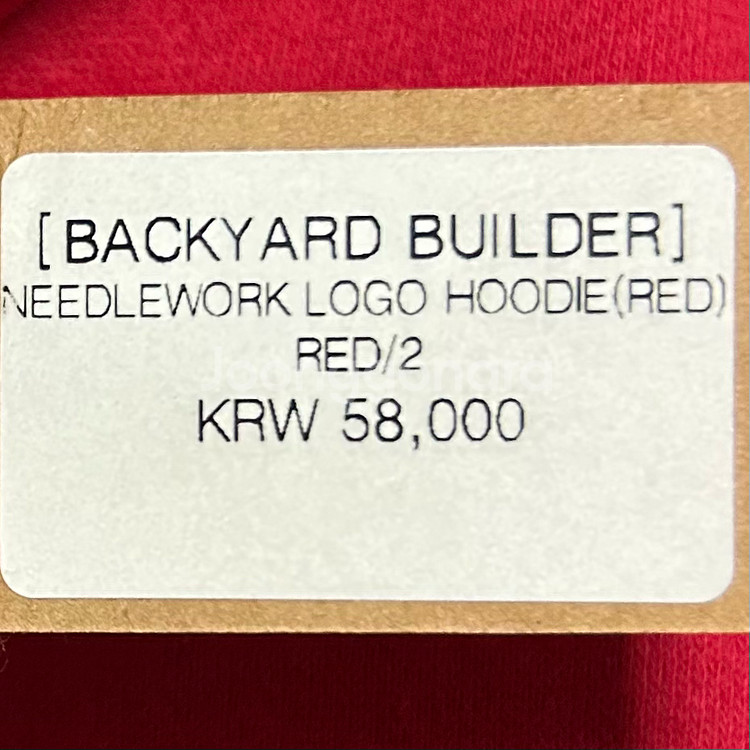 [BACKYARD BUILDER]
NEEDLEWORK LOGO HOODIE(RED)
RED/2
KRW 58,000